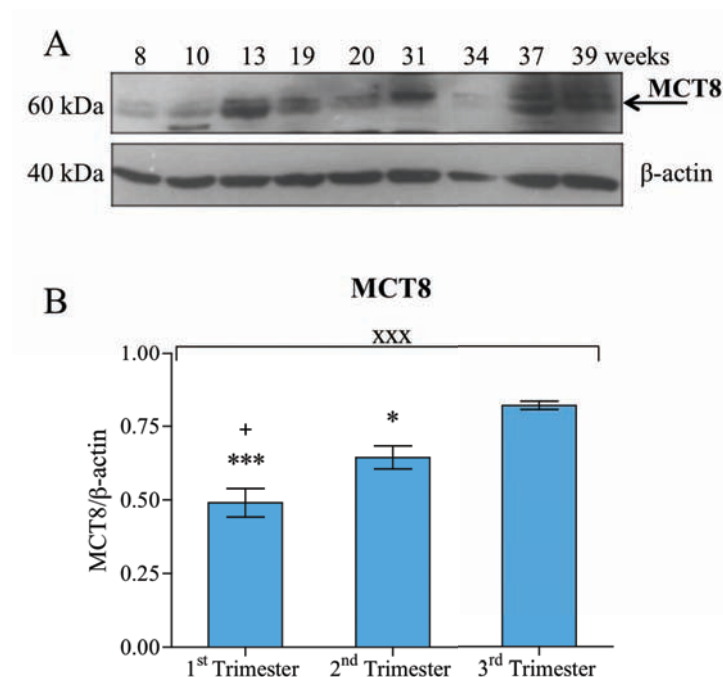 A
8 10 13 19 20 31 34 37 39 weeks
MCT8
60 kDa
40 kDa
β-actin
B
MCT8
xxx
1.00
0.75
0.50
0.25
0.00
MCT8/β-actin
+
***
*
1st Trimester 2nd Trimester 3rd Trimester